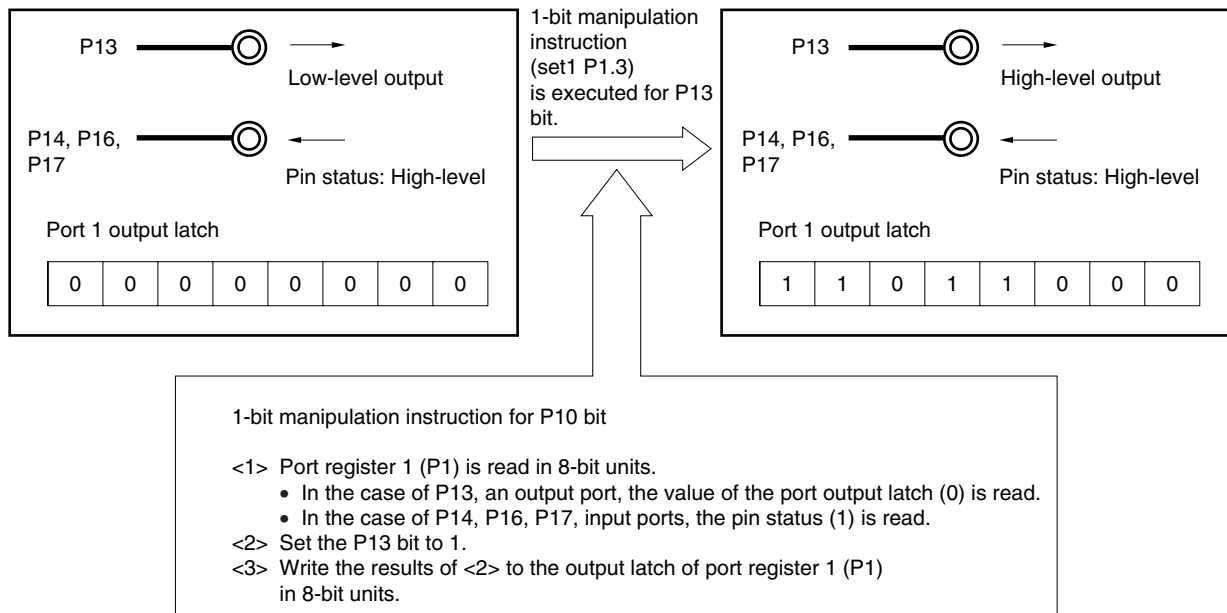 P13
Low-level output
P14, P16,
P17
Pin status: High-level
Port 1 output latch
0 0 0 0 0 0 0 0
1-bit manipulation
instruction
(set1 P1.3)
is executed for P13
bit.
P13
High-level output
P14, P16,
P17
Pin status: High-level
Port 1 output latch
1 1 0 1 1 0 0 0
1-bit manipulation instruction for P10 bit
<1> Port register 1 (P1) is read in 8-bit units.
• In the case of P13, an output port, the value of the port output latch (0) is read.
• In the case of P14, P16, P17, input ports, the pin status (1) is read.
<2> Set the P13 bit to 1.
<3> Write the results of <2> to the output latch of port register 1 (P1)
in 8-bit units.